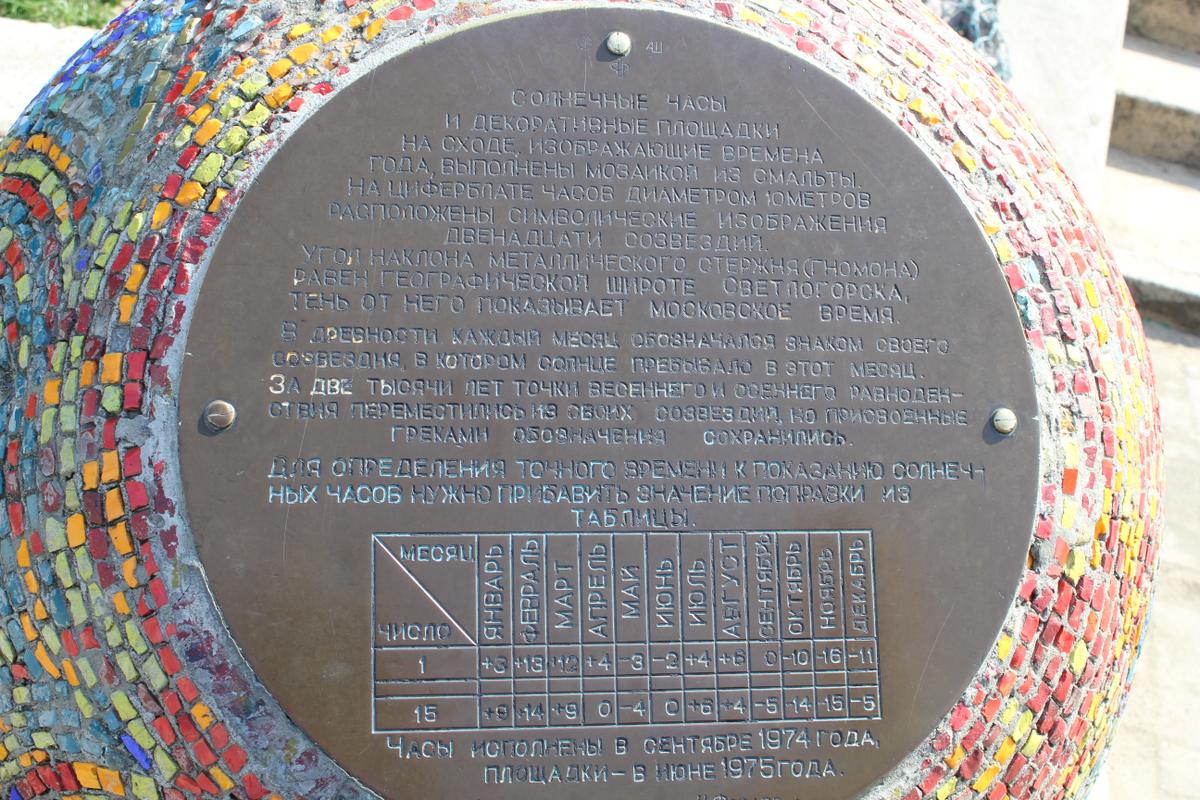 АШ
СОЛНЕЧНЫЕ ЧАСЫ
И ДЕКОРАТИВНЫЕ ПЛОЩАДКИ
НА СХОДЕ, ИЗОБРАЖАЮЩИЕ ВРЕМЕНА
ГОДА, ВЫПОЛНЕНЫ МОЗАИКОЙ ИЗ СМАЛЬТЫ.
НА ЦИФЕРБЛАТЕ ЧАСОВ ДИАМЕТРОМ 10МЕТРОВ
РАСПОЛОЖЕНЫ СИМВОЛИЧЕСКИЕ ИЗОБРАЖЕНИЯ
ДВЕНАДЦАТИ СОЗВЕЗДИЙ.
УГОЛ НАКЛОНА МЕТАЛЛИЧЕСКОГО СТЕРЖНЯ(ГНОМОНА)
РАВЕН ГЕОГРАФИЧЕСКОЙ ШИРОТЕ СВЕТЛОГОРСКА,
ТЕНЬ ОТ НЕГО ПОКАЗЫВАЕТ МОСКОВСКОЕ ВРЕМЯ.
В ДРЕВНОСТИ КАЖДЫЙ МЕСЯЦ ОБОЗНАЧАЛСЯ ЗНАКОМ СВОЕГО
СОЗВЕЗДИЯ, В КОТОРОМ СОЛНЦЕ ПРЕБЫВАЛО В ЭТОТ МЕСЯЦ.
ЗА ДВЕ ТЫСЯЧИ ЛЕТ ТОЧКИ ВЕСЕННЕГО И ОСЕННЕГО РАВНОДЕН-
СТВИЯ ПЕРЕМЕСТИЛИСЬ ИЗ СВОИХ СОЗВЕЗДИЙ, НО ПРИСВОЕННЫЕ
ГРЕКАМИ ОБОЗНАЧЕНИЯ СОХРАНИЛИСЬ.
ДЛЯ ОПРЕДЕЛЕНИЯ ТОЧНОГО ВРЕМЕНИ К ПОКАЗАНИЮ СОЛНЕЧ-
НЫХ ЧАСОВ НУЖНО ПРИБАВИТЬ ЗНАЧЕНИЕ ПОПРАВКИ ИЗ
ТАБЛИЦЫ.
МЕСЯЦ ЧИСЛО ЯНВАРЬ ФЕВРАЛЬ МАРТ АПРЕЛЬ МАЙ ИЮНЬ ИЮЛЬ АВГУСТ СЕНТЯБРЬ ОКТЯБРЬ НОЯБРЬ ДЕКАБРЬ
1 +3 +13 +12 +4 -3 -2 +4 +6 0 -10 -16 -11
15 +9 +14 +9 0 -4 0 +6 +4 -5 -14 -15 -5
ЧАСЫ ИСПОЛНЕНЫ В СЕНТЯБРЕ 1974 ГОДА,
ПЛОЩАДКИ - В ИЮНЕ 1975 ГОДА.